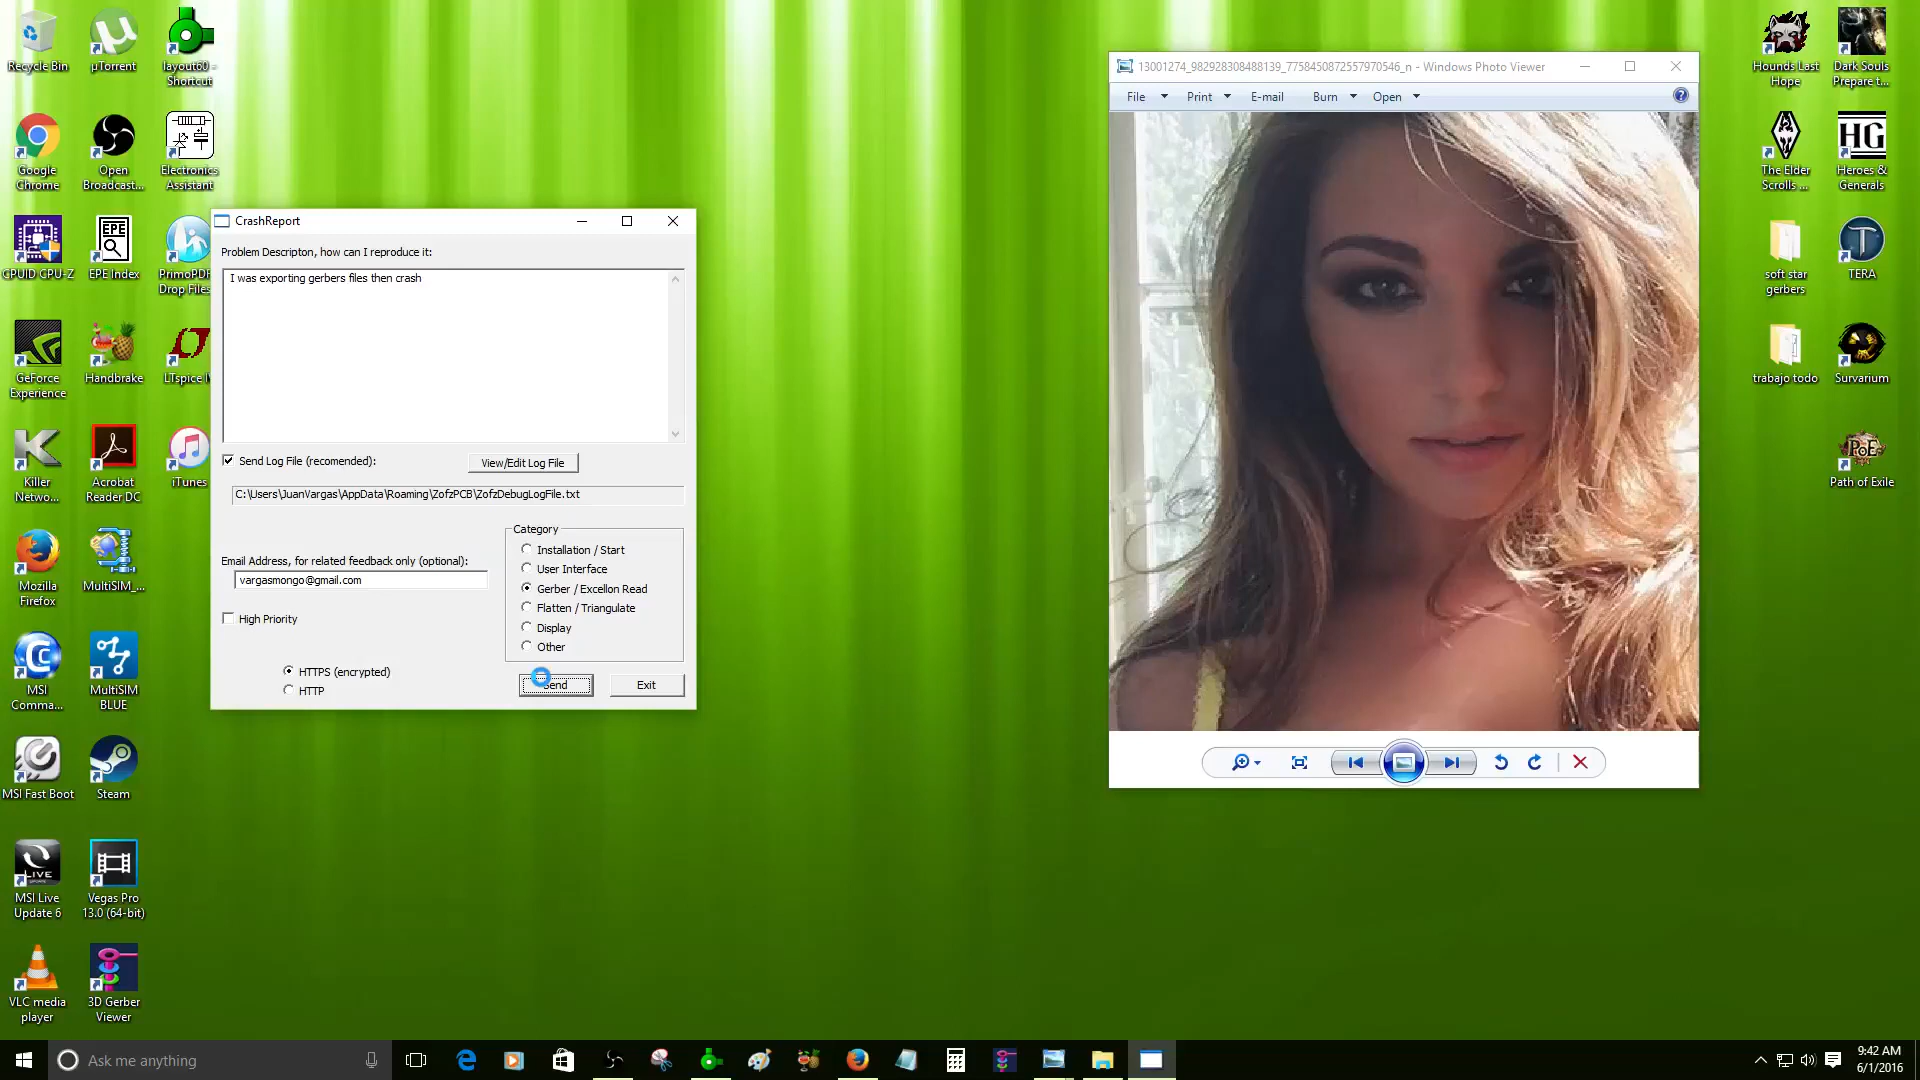 Recycle Bin
µTorrent
layout60 -
Shortcut
Google
Chrome
Open
Broadcast...
Electronics
Assistant
CPUID CPU-Z
EPE
EPE Index
PrimoPDF
Drop Files
GeForce
Experience
Handbrake
LTspice I
Killer
Netwo...
Acrobat
Reader DC
iTunes
Mozilla
Firefox
MultiSIM_...
MSI
Comma...
MultiSIM
BLUE
MSI Fast Boot
Steam
LIVE
MSI Live
Update 6
Vegas Pro
13.0 (64-bit)
VLC media
player
3D Gerber
Viewer
CrashReport
Problem Descripton, how can I reproduce it:
I was exporting gerbers files then crash
Send Log File (recomended):
View/Edit Log File
C:\Users\JuanVargas\AppData\Roaming\ZofzPCB\ZofzDebugLogFile.txt
Email Address, for related feedback only (optional):
vargasmongo@gmail.com
High Priority
HTTPS (encrypted)
HTTP
Category
Installation / Start
User Interface
Gerber / Excellon Read
Flatten / Triangulate
Display
Other
Send
Exit
13001274_982928308488139_7758450872557970546_n - Windows Photo Viewer
File Print E-mail Burn Open
Hounds Last
Hope
Dark Souls
Prepare t...
The Elder
Scrolls ...
HG
Heroes &
Generals
soft star
gerbers
TERA
trabajo todo
Survarium
PoE
Path of Exile
Ask me anything
9:42 AM
6/1/2016